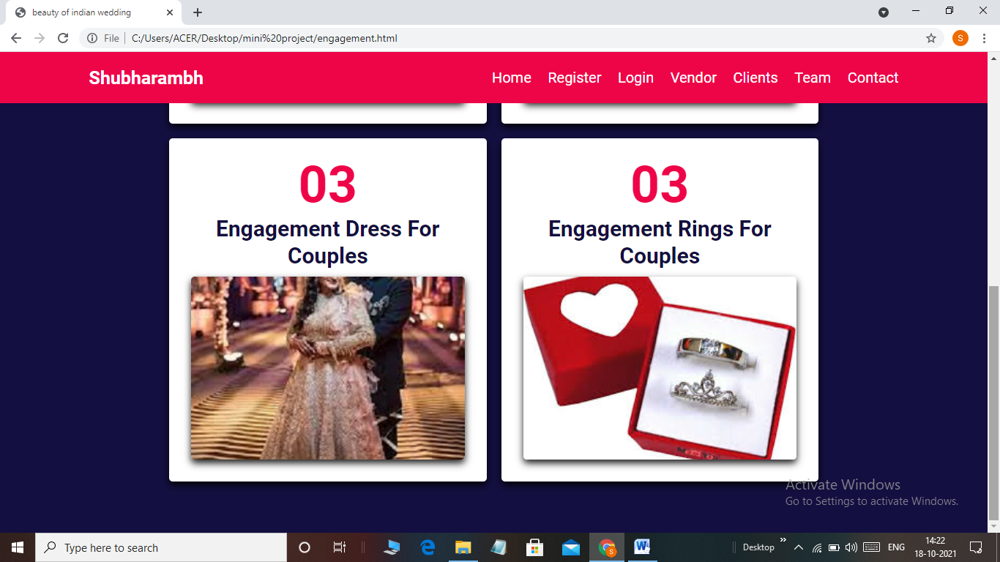 beauty of indian wedding
File
C:/Users/ACER/Desktop/mini%20project/engagement.html
S
Shubharambh
Home Register Login Vendor Clients Team Contact
03
Engagement Dress For
Couples
03
Engagement Rings For
Couples
Activate Windows
Go to Settings to activate Windows.
Type here to search
Desktop
ENG
14:22
18-10-2021